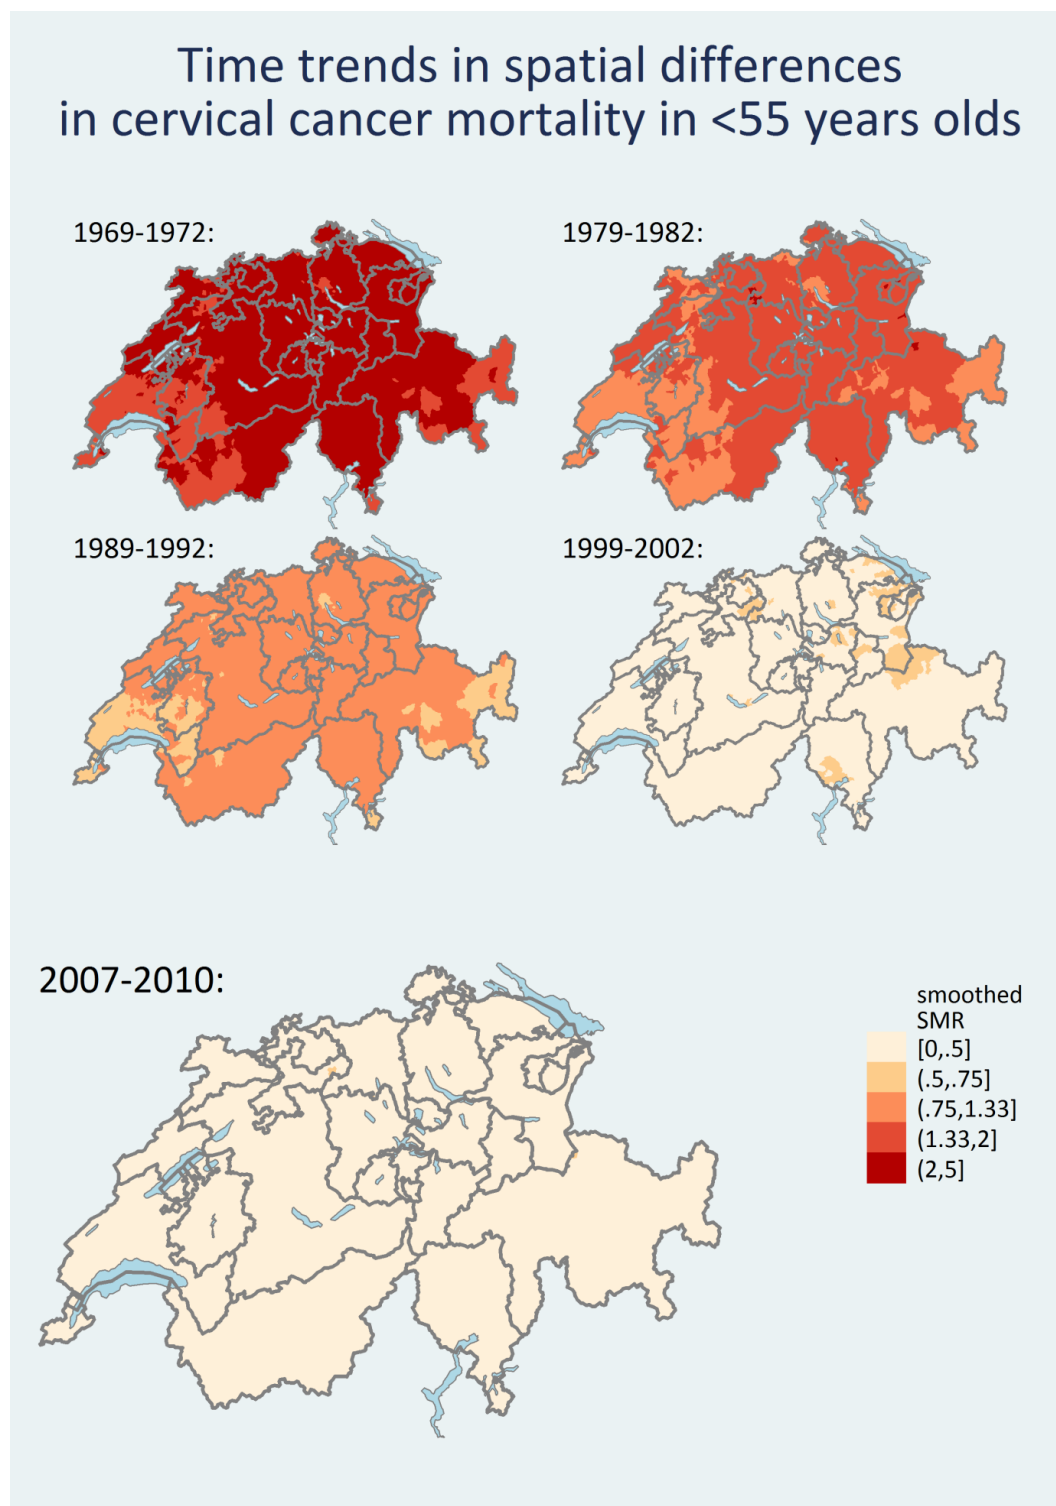 Time trends in spatial differences
in cervical cancer mortality in <55 years olds
1969-1972:
1979-1982:
1989-1992:
1999-2002:
2007-2010:
smoothed
SMR
[0,.5]
(.5,.75]
(.75,1.33]
(1.33,2]
(2,5]